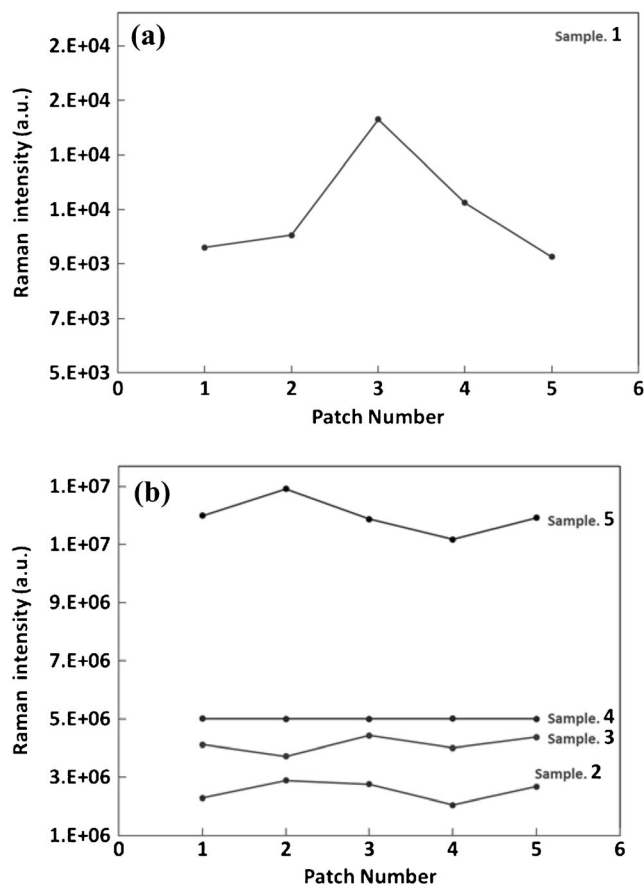 (a)
Sample. 1
Raman intensity (a.u.)
2.E+04
2.E+04
1.E+04
1.E+04
9.E+03
7.E+03
5.E+03
0 1 2 3 4 5 6
Patch Number
(b)
Raman intensity (a.u.)
1.E+07
1.E+07
9.E+06
7.E+06
5.E+06
3.E+06
1.E+06
Sample. 5
Sample. 4
Sample. 3
Sample. 2
0 1 2 3 4 5 6
Patch Number